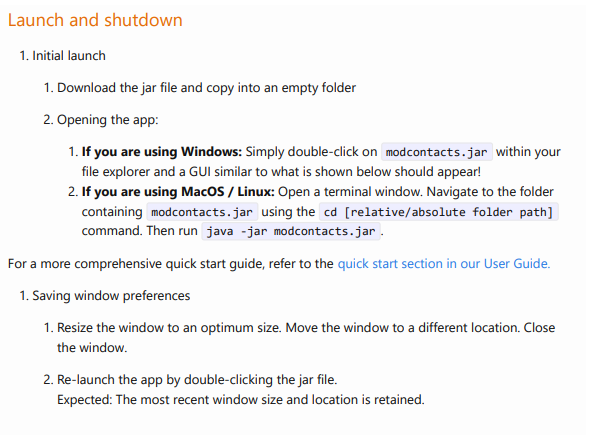 Launch and shutdown
1. Initial launch
1. Download the jar file and copy into an empty folder
2. Opening the app:
1. If you are using Windows: Simply double-click on modcontacts.jar within your
file explorer and a GUI similar to what is shown below should appear!
2. If you are using MacOS / Linux: Open a terminal window. Navigate to the folder
containing modcontacts.jar using the cd [relative/absolute folder path]
command. Then run java -jar modcontacts.jar.
For a more comprehensive quick start guide, refer to the quick start section in our User Guide.
1. Saving window preferences
1. Resize the window to an optimum size. Move the window to a different location. Close
the window.
2. Re-launch the app by double-clicking the jar file.
Expected: The most recent window size and location is retained.